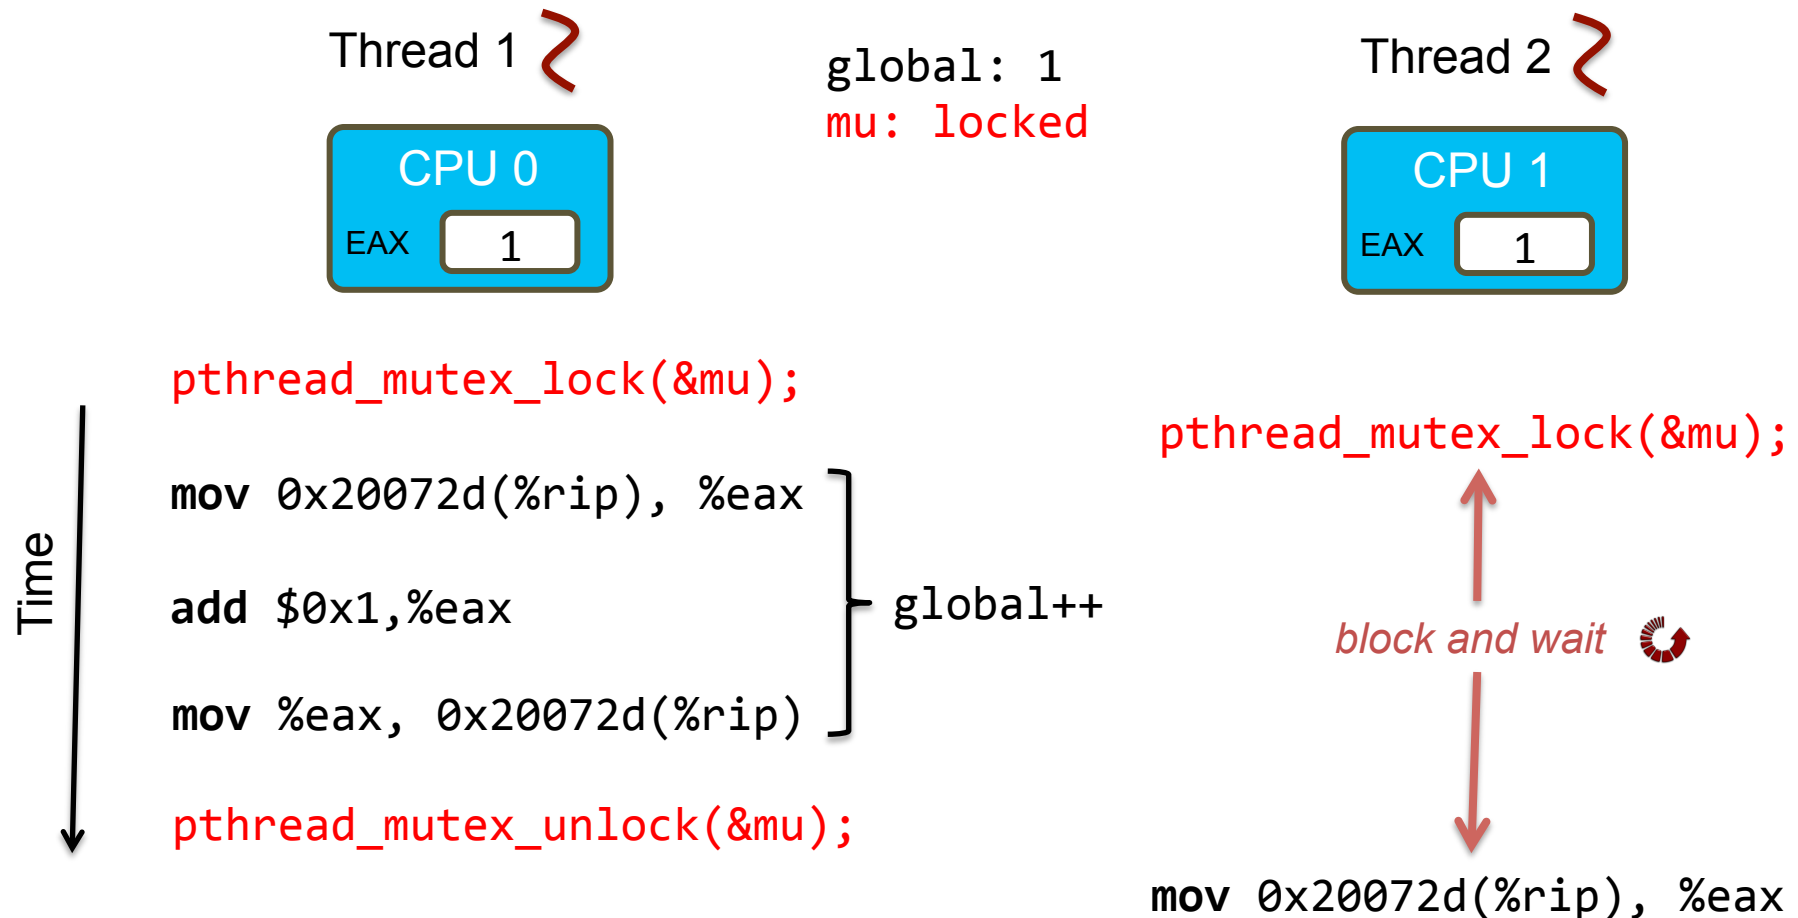 Thread 1
global: 1
mu: locked
Thread 2
CPU 0
EAX 1
CPU 1
EAX 1
Time
pthread_mutex_lock(&mu);
mov 0x20072d(%rip), %eax
add $0x1,%eax
mov %eax, 0x20072d(%rip)
global++
pthread_mutex_unlock(&mu);
pthread_mutex_lock(&mu);
block and wait
mov 0x20072d(%rip), %eax